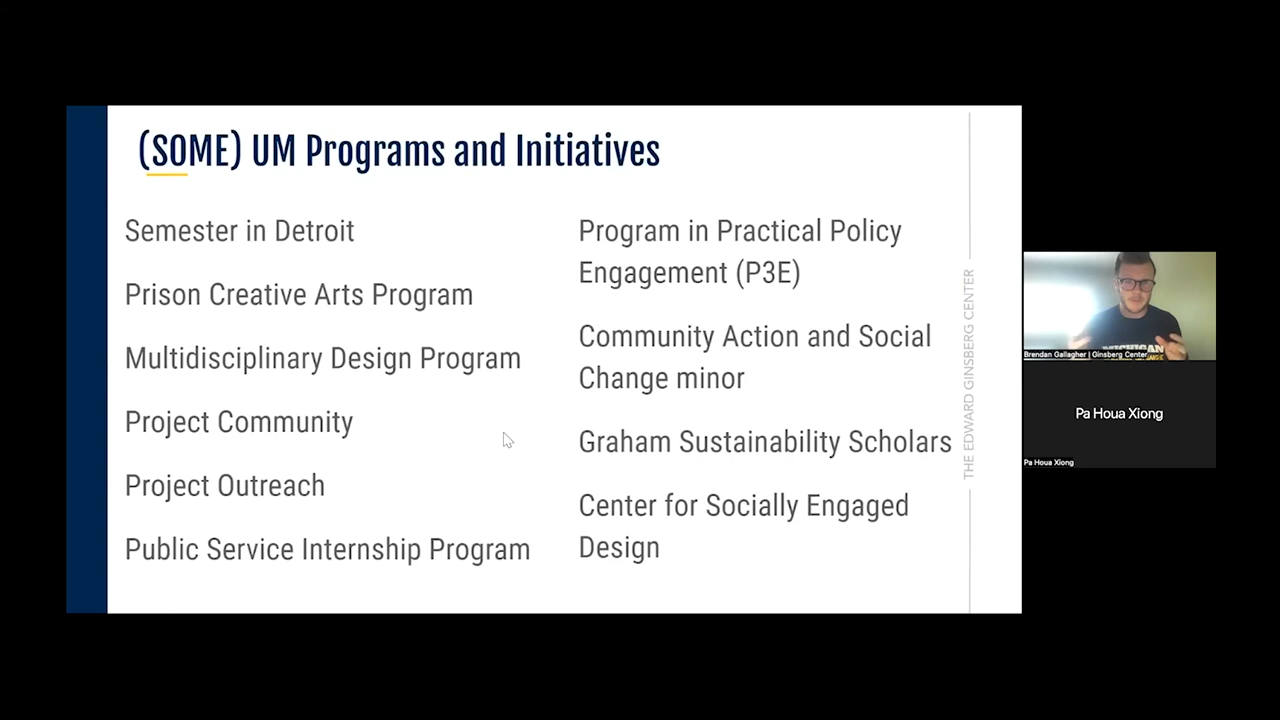 (SOME) UM Programs and Initiatives
Semester in Detroit
Prison Creative Arts Program
Multidisciplinary Design Program
Project Community
Project Outreach
Public Service Internship Program
Program in Practical Policy
Engagement (P3E)
Community Action and Social
Change minor
Graham Sustainability Scholars
Center for Socially Engaged
Design
THE EDWARD GINSBERG CENTER
MICHIGAN
Brendan Gallagher | Ginsberg Center
Pa Houa Xiong
Pa Houa Xiong